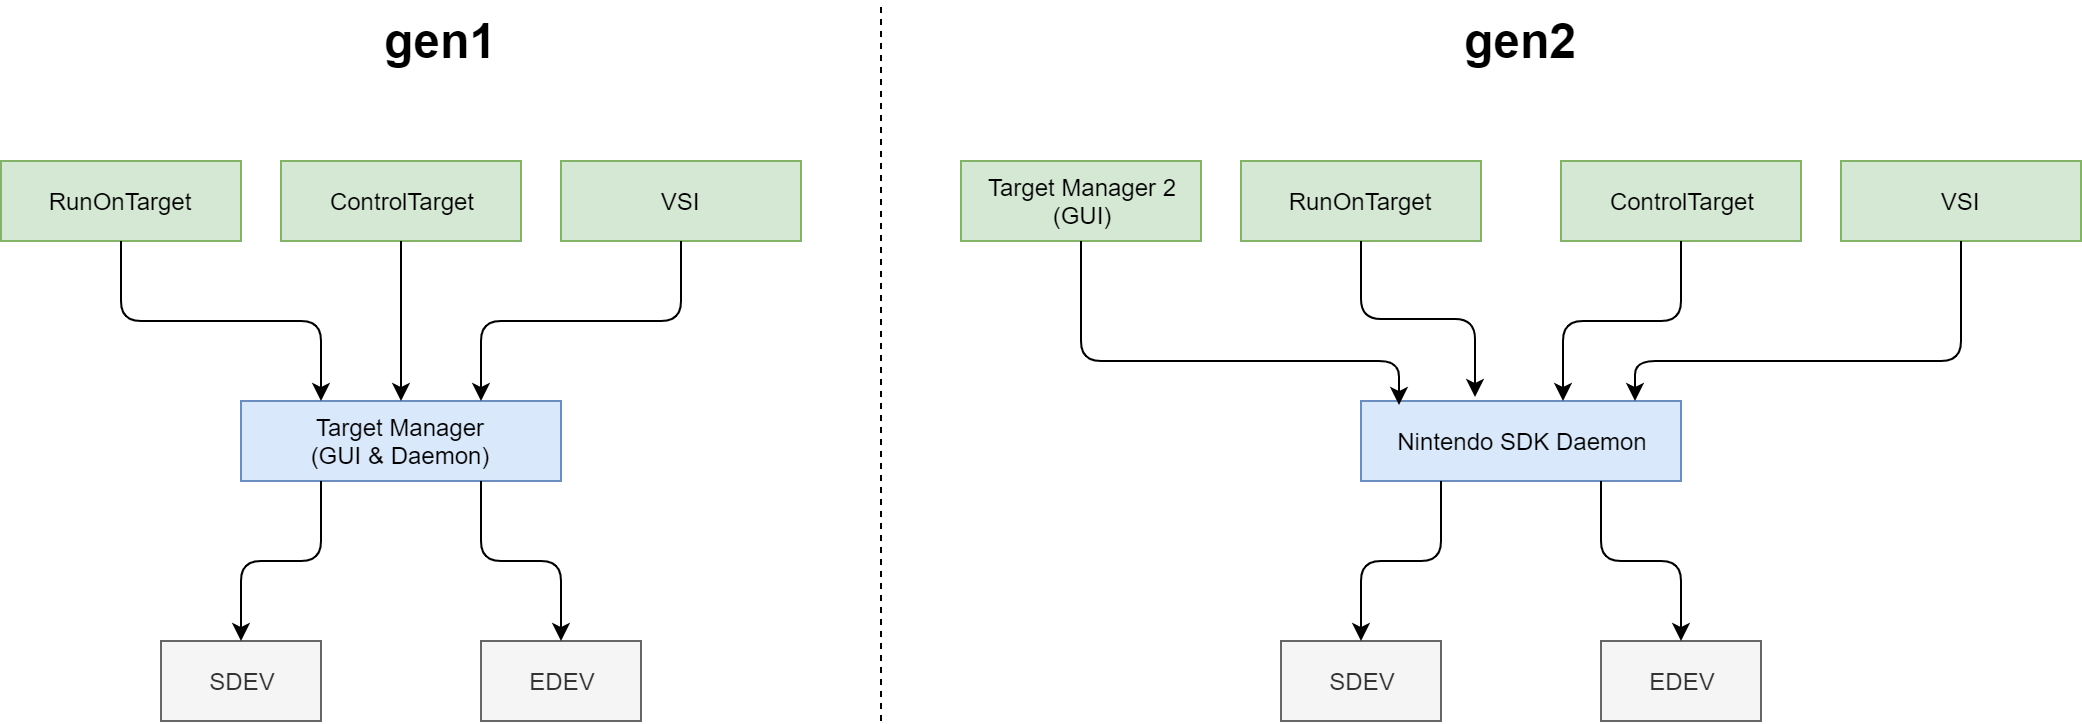 gen1
RunOnTarget
ControlTarget
VSI
Target Manager
(GUI & Daemon)
SDEV
EDEV
gen2
Target Manager 2
(GUI)
RunOnTarget
ControlTarget
VSI
Nintendo SDK Daemon
SDEV
EDEV